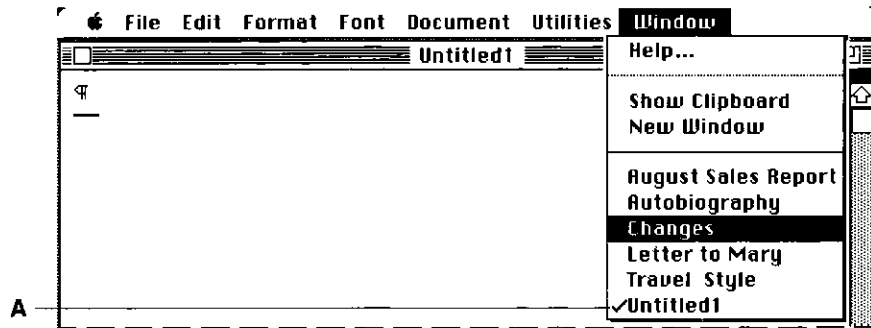 File Edit Format Font Document Utilities Window
Untitled1
Help...
¶
Show Clipboard
New Window
August Sales Report
Autobiography
Changes
Letter to Mary
Travel Style
A
✓Untitled1